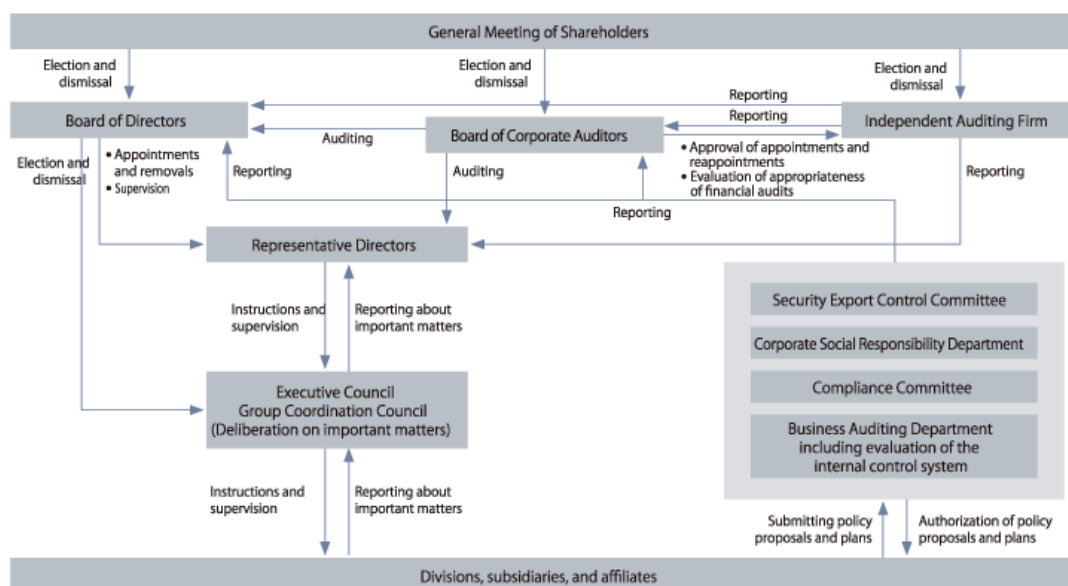 General Meeting of Shareholders
Election and
dismissal
Election and
dismissal
Election and
dismissal
Reporting
Board of Directors
Reporting
Independent Auditing Firm
Auditing
Board of Corporate Auditors
Election and
dismissal
• Appointments
and removals
• Supervision
Reporting
Auditing
• Approval of appointments and
reappointments
• Evaluation of appropriateness
of financial audits
Reporting
Reporting
Representative Directors
Instructions and
supervision
Reporting about
important matters
Security Export Control Committee
Corporate Social Responsibility Department
Compliance Committee
Business Auditing Department
including evaluation of the
internal control system
Executive Council
Group Coordination Council
(Deliberation on important matters)
Instructions and
supervision
Reporting about
important matters
Submitting policy
proposals and plans
Authorization of policy
proposals and plans
Divisions, subsidiaries, and affiliates